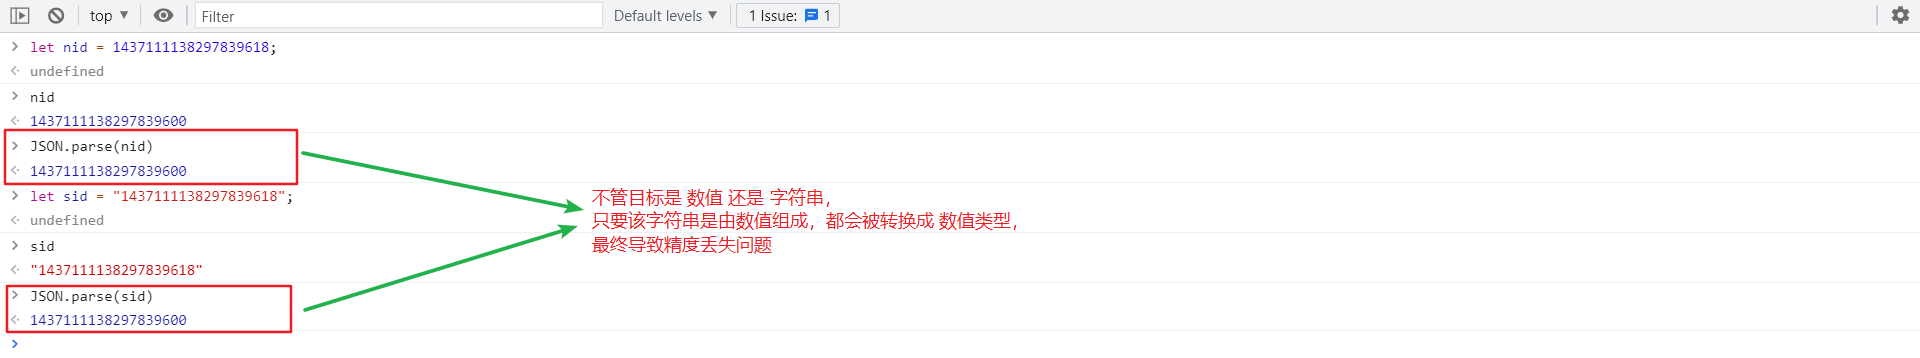 top ▼ Filter Default levels ▼ 1 Issue: 1
let nid = 1437111138297839618;
undefined
nid
1437111138297839600
JSON.parse(nid)
1437111138297839600
let sid = "1437111138297839618";
undefined
sid
"1437111138297839618"
JSON.parse(sid)
1437111138297839600
不管目标是 数值 还是 字符串，
只要该字符串是由数值组成，都会被转换成 数值类型，
最终导致精度丢失问题